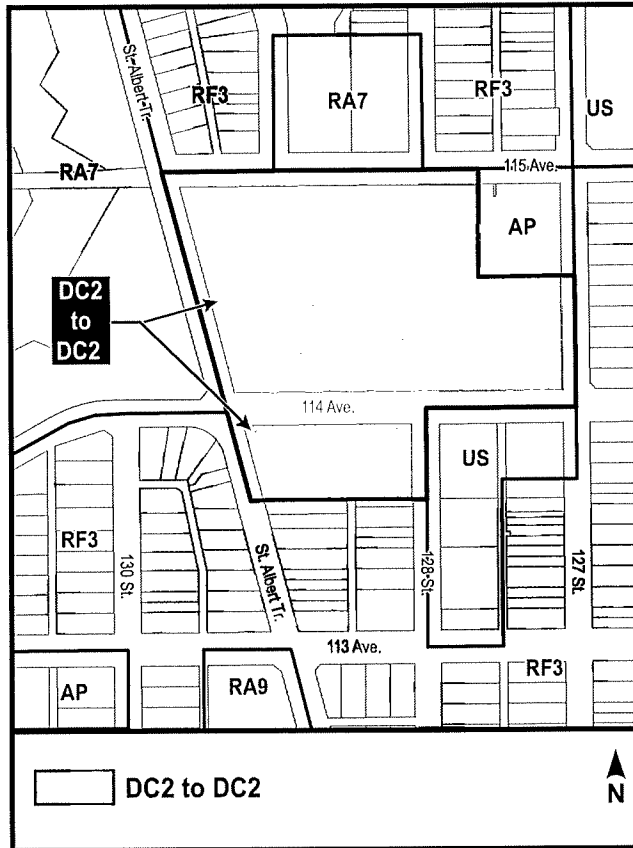 St. Albert Tr.
RF3
RA7
RF3
US
RA7
115 Ave.
AP
DC2
to
DC2
114 Ave.
US
RF3
130 St.
St. Albert Tr.
128 St.
127 St.
113 Ave.
AP
RA9
RF3
DC2 to DC2
N